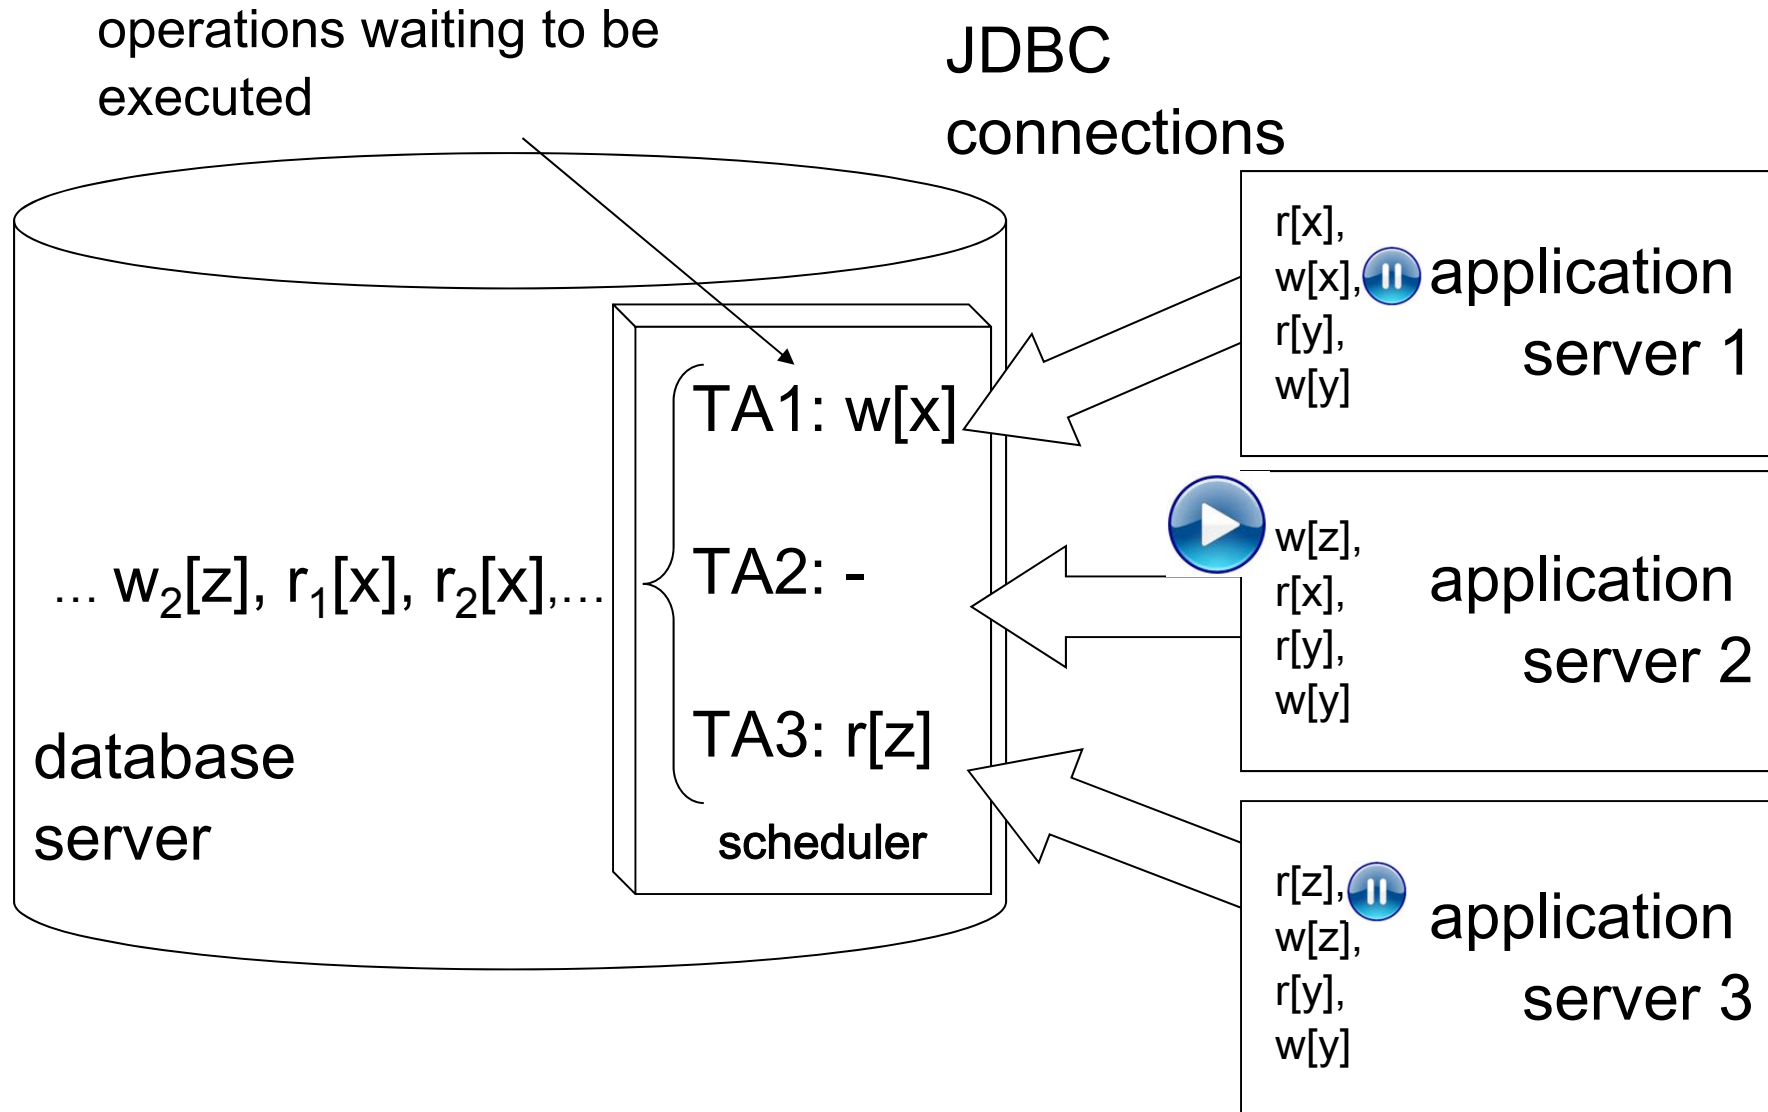 operations waiting to be
executed
JDBC
connections
r[x],
w[x],
r[y],
w[y]
application
server 1
TA1: w[x]
TA2: -
TA3: r[z]
scheduler
... w₂[z], r₁[x], r₂[x],...
database
server
w[z],
r[x],
r[y],
w[y]
application
server 2
r[z],
w[z],
r[y],
w[y]
application
server 3